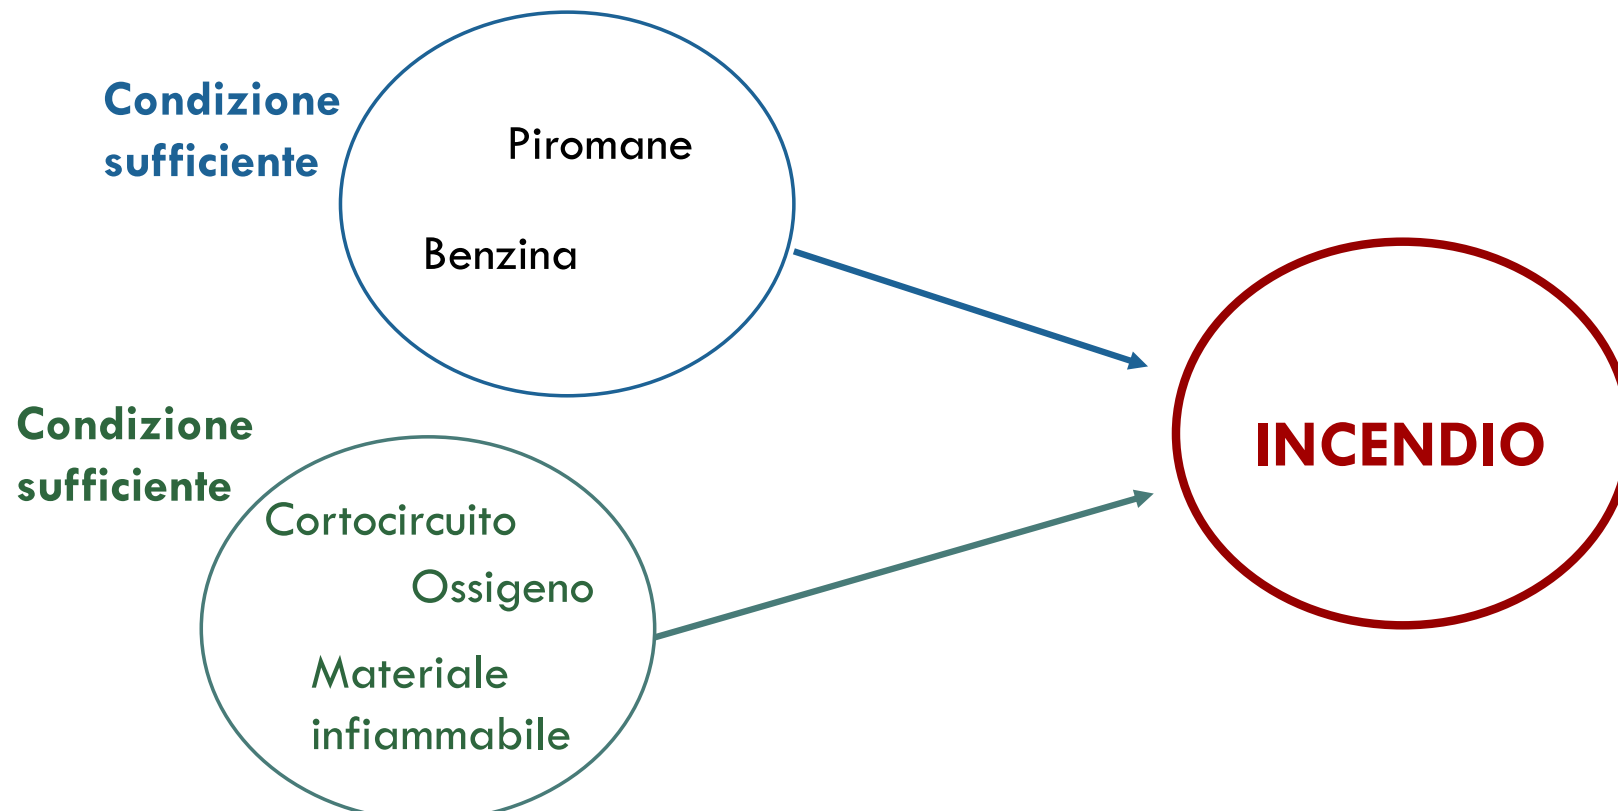 Condizione
sufficiente
Piromane
Benzina
Condizione
sufficiente
Cortocircuito
Ossigeno
Materiale
infiammabile
INCENDIO